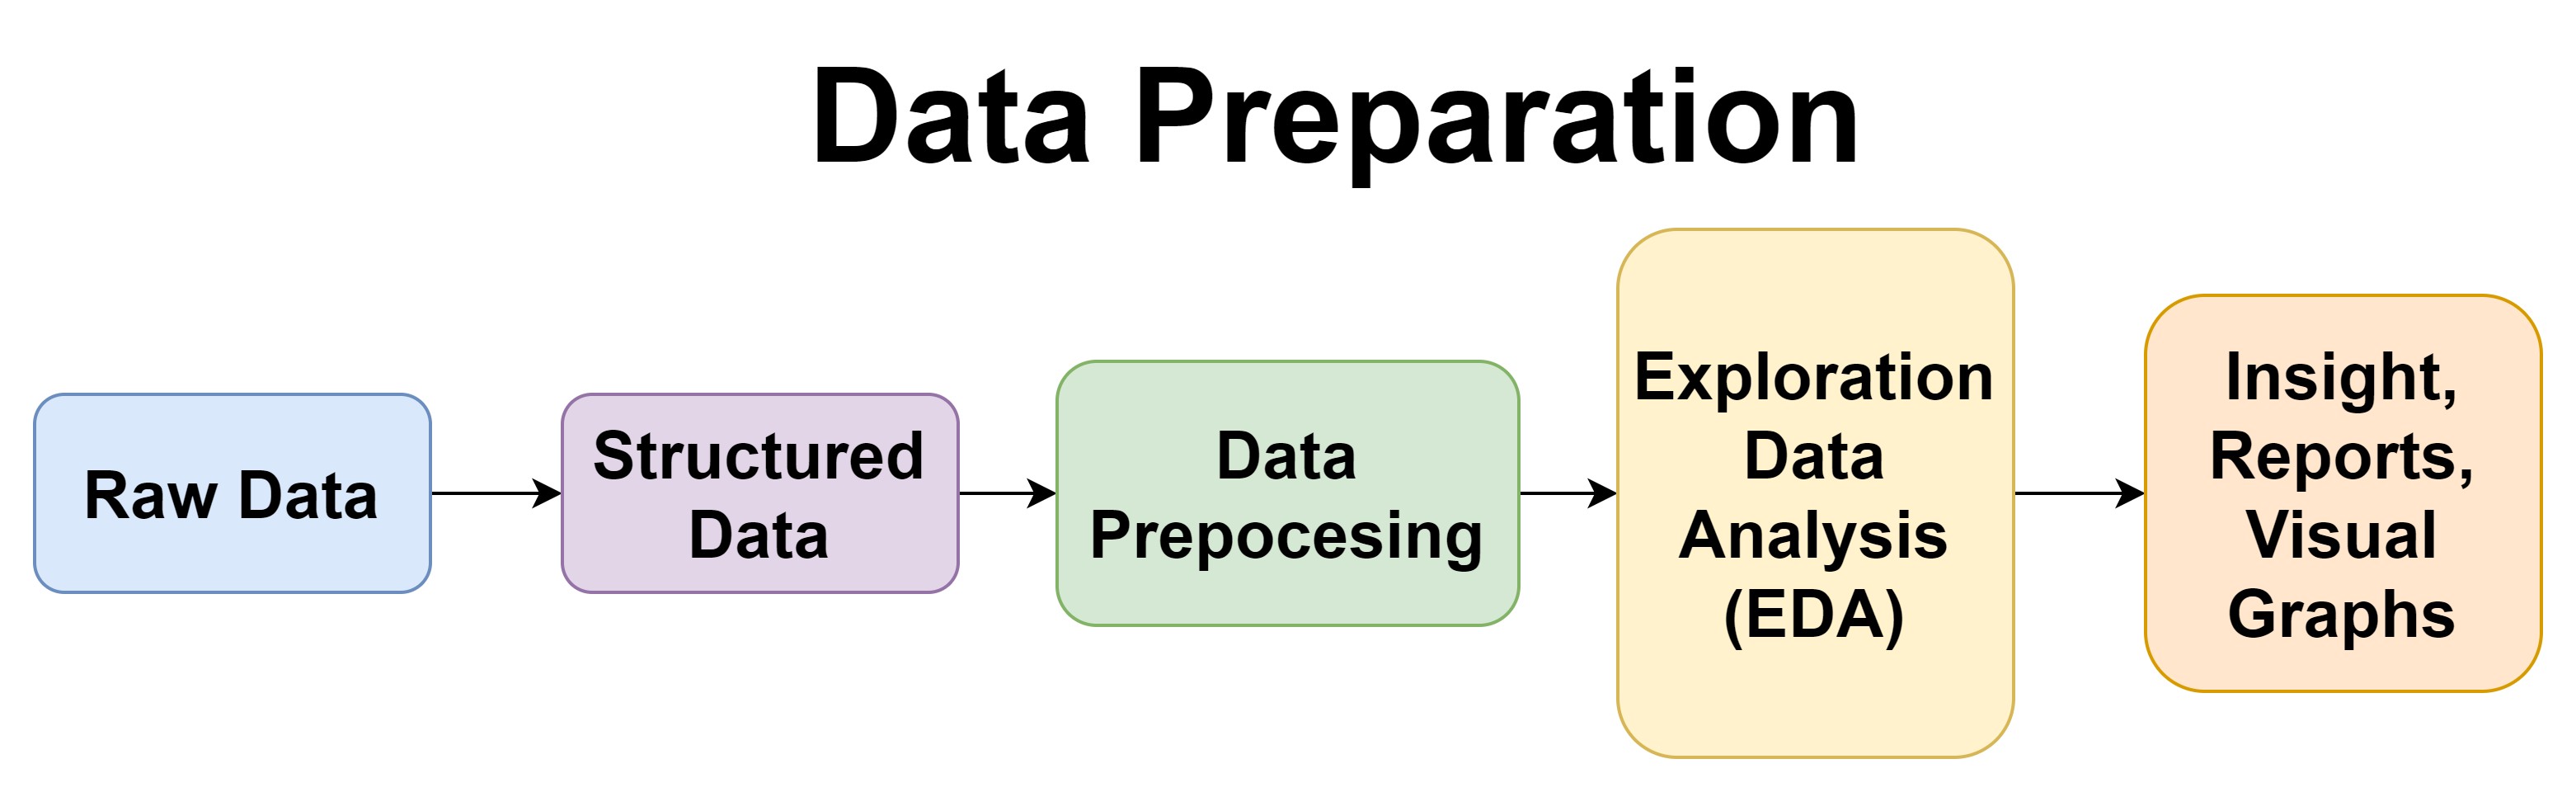 Data Preparation
Raw Data
Structured
Data
Data
Prepocesing
Exploration
Data
Analysis
(EDA)
Insight,
Reports,
Visual
Graphs